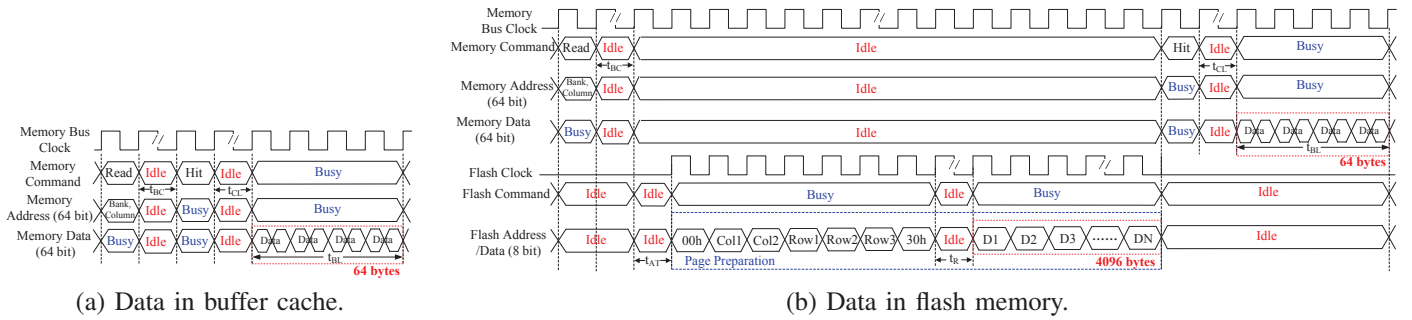 Memory Bus
Clock
//
//
Memory
Command
Read
Idle
Hit
Idle
Busy
tBC
tCL
Memory
Address (64 bit)
Bank,
Column
Idle
Busy
Idle
Busy
Memory Data
(64 bit)
Busy
Idle
Busy
Idle
Data
Data
Data
Data
tBL
64 bytes
(a) Data in buffer cache.
Memory
Bus Clock
//
//
//
Memory Command
Read
Idle
Idle
Hit
Idle
Busy
tBC
tCL
Memory Address
(64 bit)
Bank,
Column
Idle
Idle
Busy
Idle
Busy
Memory Data
(64 bit)
Busy
Idle
Idle
Busy
Idle
Data
Data
Data
Data
tBL
64 bytes
Flash Clock
//
//
Flash Command
Idle
Idle
Busy
Idle
Busy
Idle
Flash Address
/Data (8 bit)
Idle
Idle
00h
Col1
Col2
Row1
Row2
Row3
30h
Idle
D1
D2
D3
......
DN
Idle
tAT
Page Preparation
tR
4096 bytes
(b) Data in flash memory.